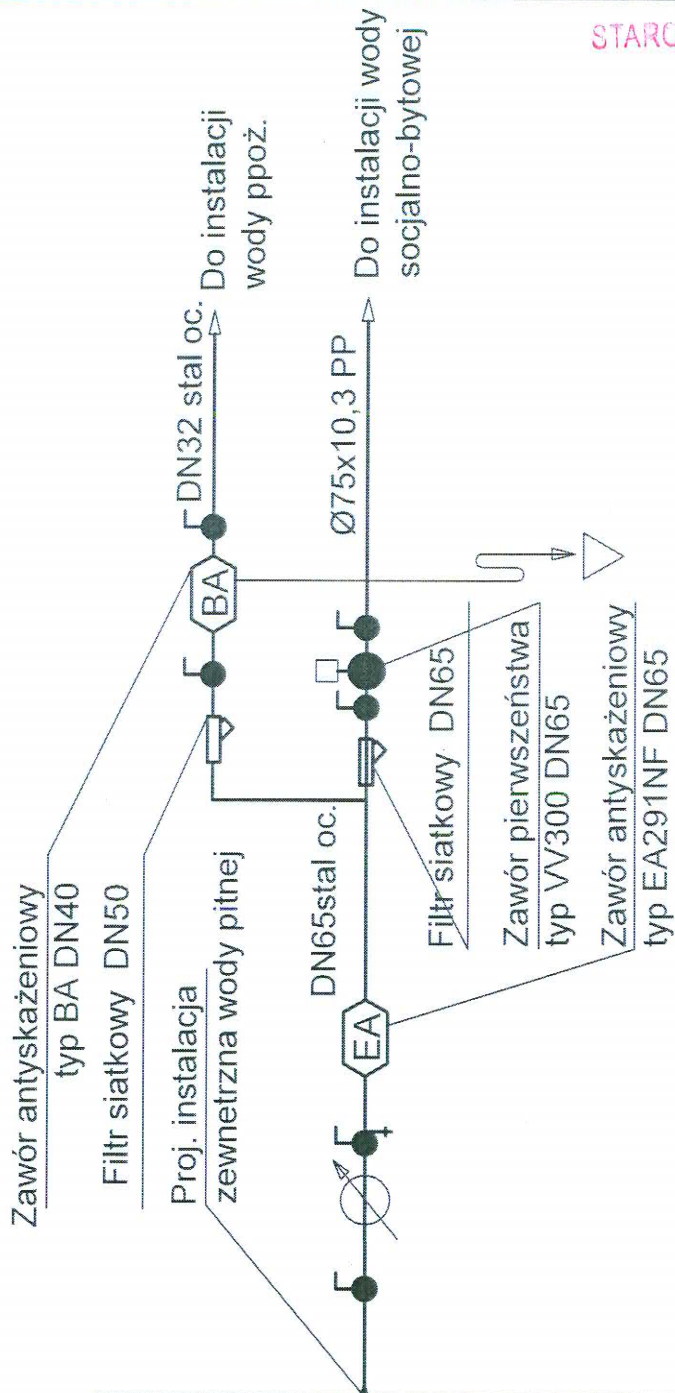 STARO
Zawór antyskażeniowy
typ BA DN40
Filtr siatkowy DN50
Proj. instalacja
zewnetrzna wody pitnej
DN65stal oc.
DN32 stal oc.
Do instalacji
wody ppoż.
BA
EA
Ø75x10,3 PP
Do instalacji wody
socjalno-bytowej
Filtr siatkowy DN65
Zawór pierwszeństwa
typ VV300 DN65
Zawór antyskażeniowy
typ EA291NF DN65